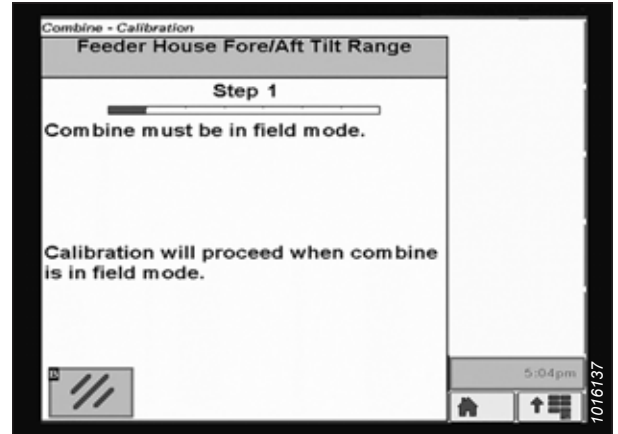 Combine - Calibration
Feeder House Fore/Aft Tilt Range
Step 1
Combine must be in field mode.
Calibration will proceed when combine
is in field mode.
5:04pm
1016137